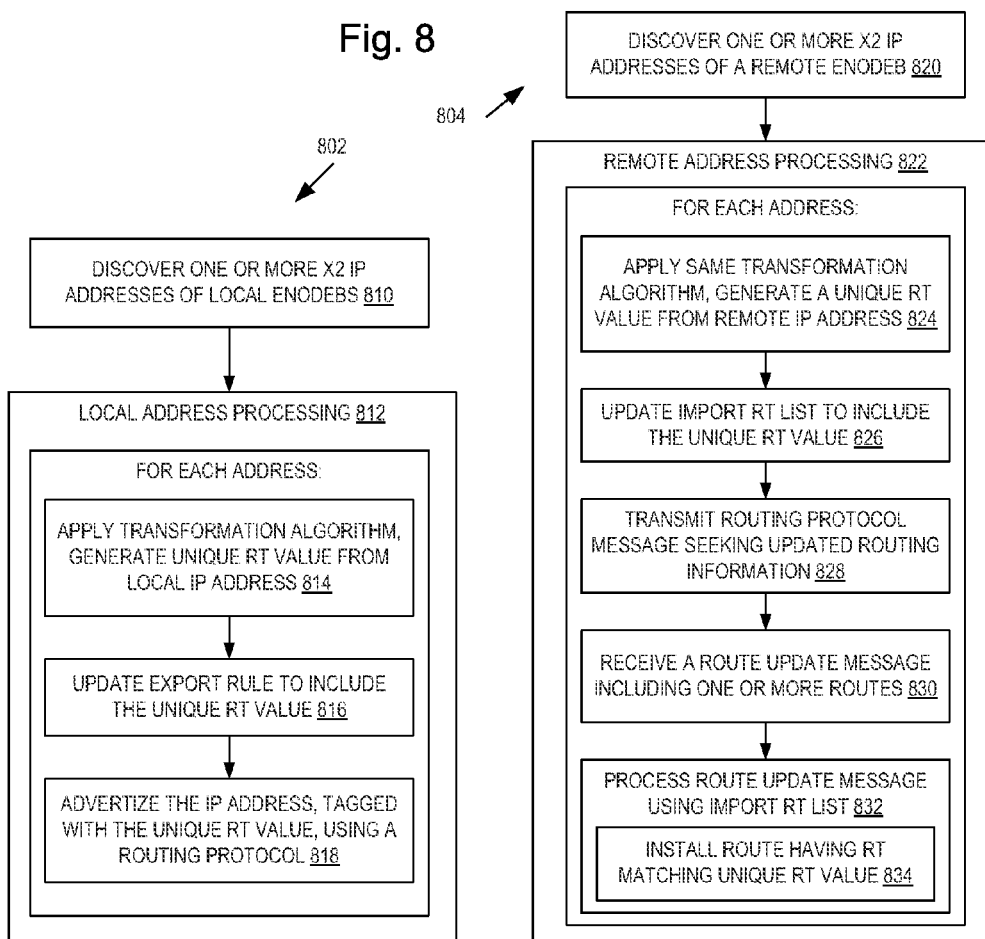 Fig. 8
802
804
DISCOVER ONE OR MORE X2 IP
ADDRESSES OF LOCAL ENODEBS 810
LOCAL ADDRESS PROCESSING 812
FOR EACH ADDRESS:
APPLY TRANSFORMATION ALGORITHM,
GENERATE UNIQUE RT VALUE FROM
LOCAL IP ADDRESS 814
UPDATE EXPORT RULE TO INCLUDE
THE UNIQUE RT VALUE 816
ADVERTIZE THE IP ADDRESS, TAGGED
WITH THE UNIQUE RT VALUE, USING A
ROUTING PROTOCOL 818
DISCOVER ONE OR MORE X2 IP
ADDRESSES OF A REMOTE ENODEB 820
REMOTE ADDRESS PROCESSING 822
FOR EACH ADDRESS:
APPLY SAME TRANSFORMATION
ALGORITHM, GENERATE A UNIQUE RT
VALUE FROM REMOTE IP ADDRESS 824
UPDATE IMPORT RT LIST TO INCLUDE
THE UNIQUE RT VALUE 826
TRANSMIT ROUTING PROTOCOL
MESSAGE SEEKING UPDATED ROUTING
INFORMATION 828
RECEIVE A ROUTE UPDATE MESSAGE
INCLUDING ONE OR MORE ROUTES 830
PROCESS ROUTE UPDATE MESSAGE
USING IMPORT RT LIST 832
INSTALL ROUTE HAVING RT
MATCHING UNIQUE RT VALUE 834